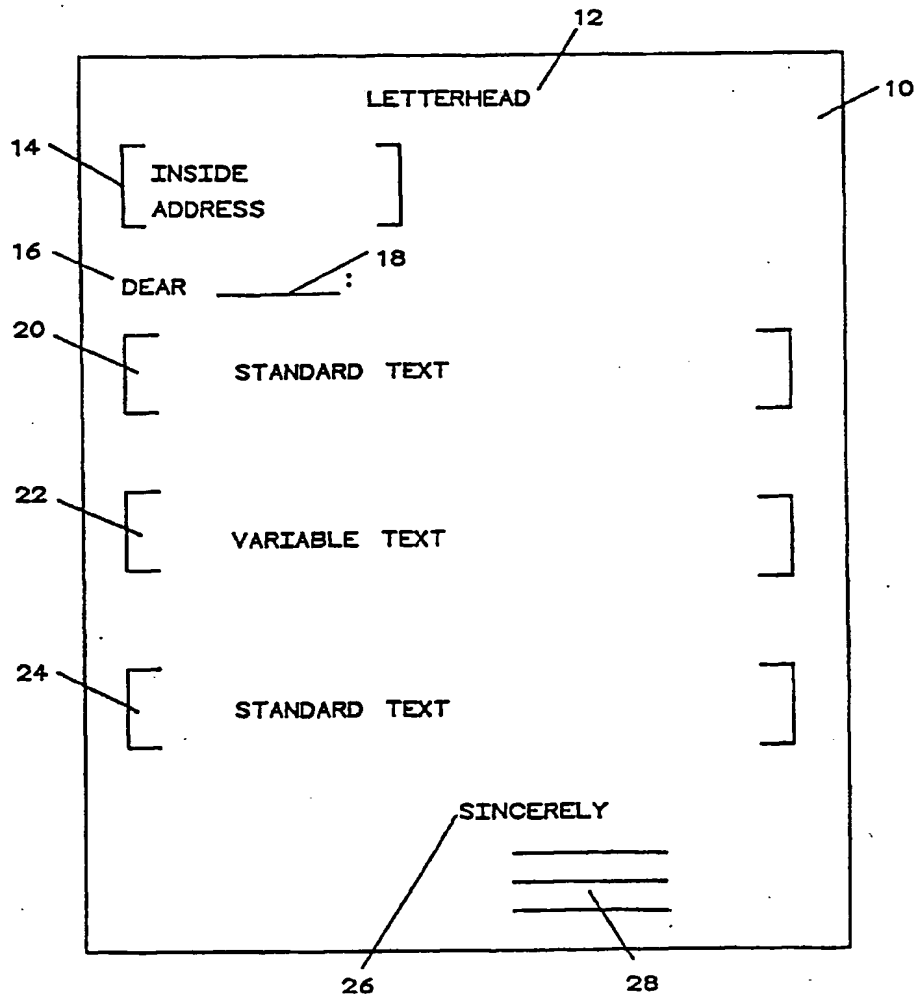 12
LETTERHEAD
10
14
INSIDE
ADDRESS
16
18
DEAR ______:
20
STANDARD TEXT
22
VARIABLE TEXT
24
STANDARD TEXT
SINCERELY
26
28